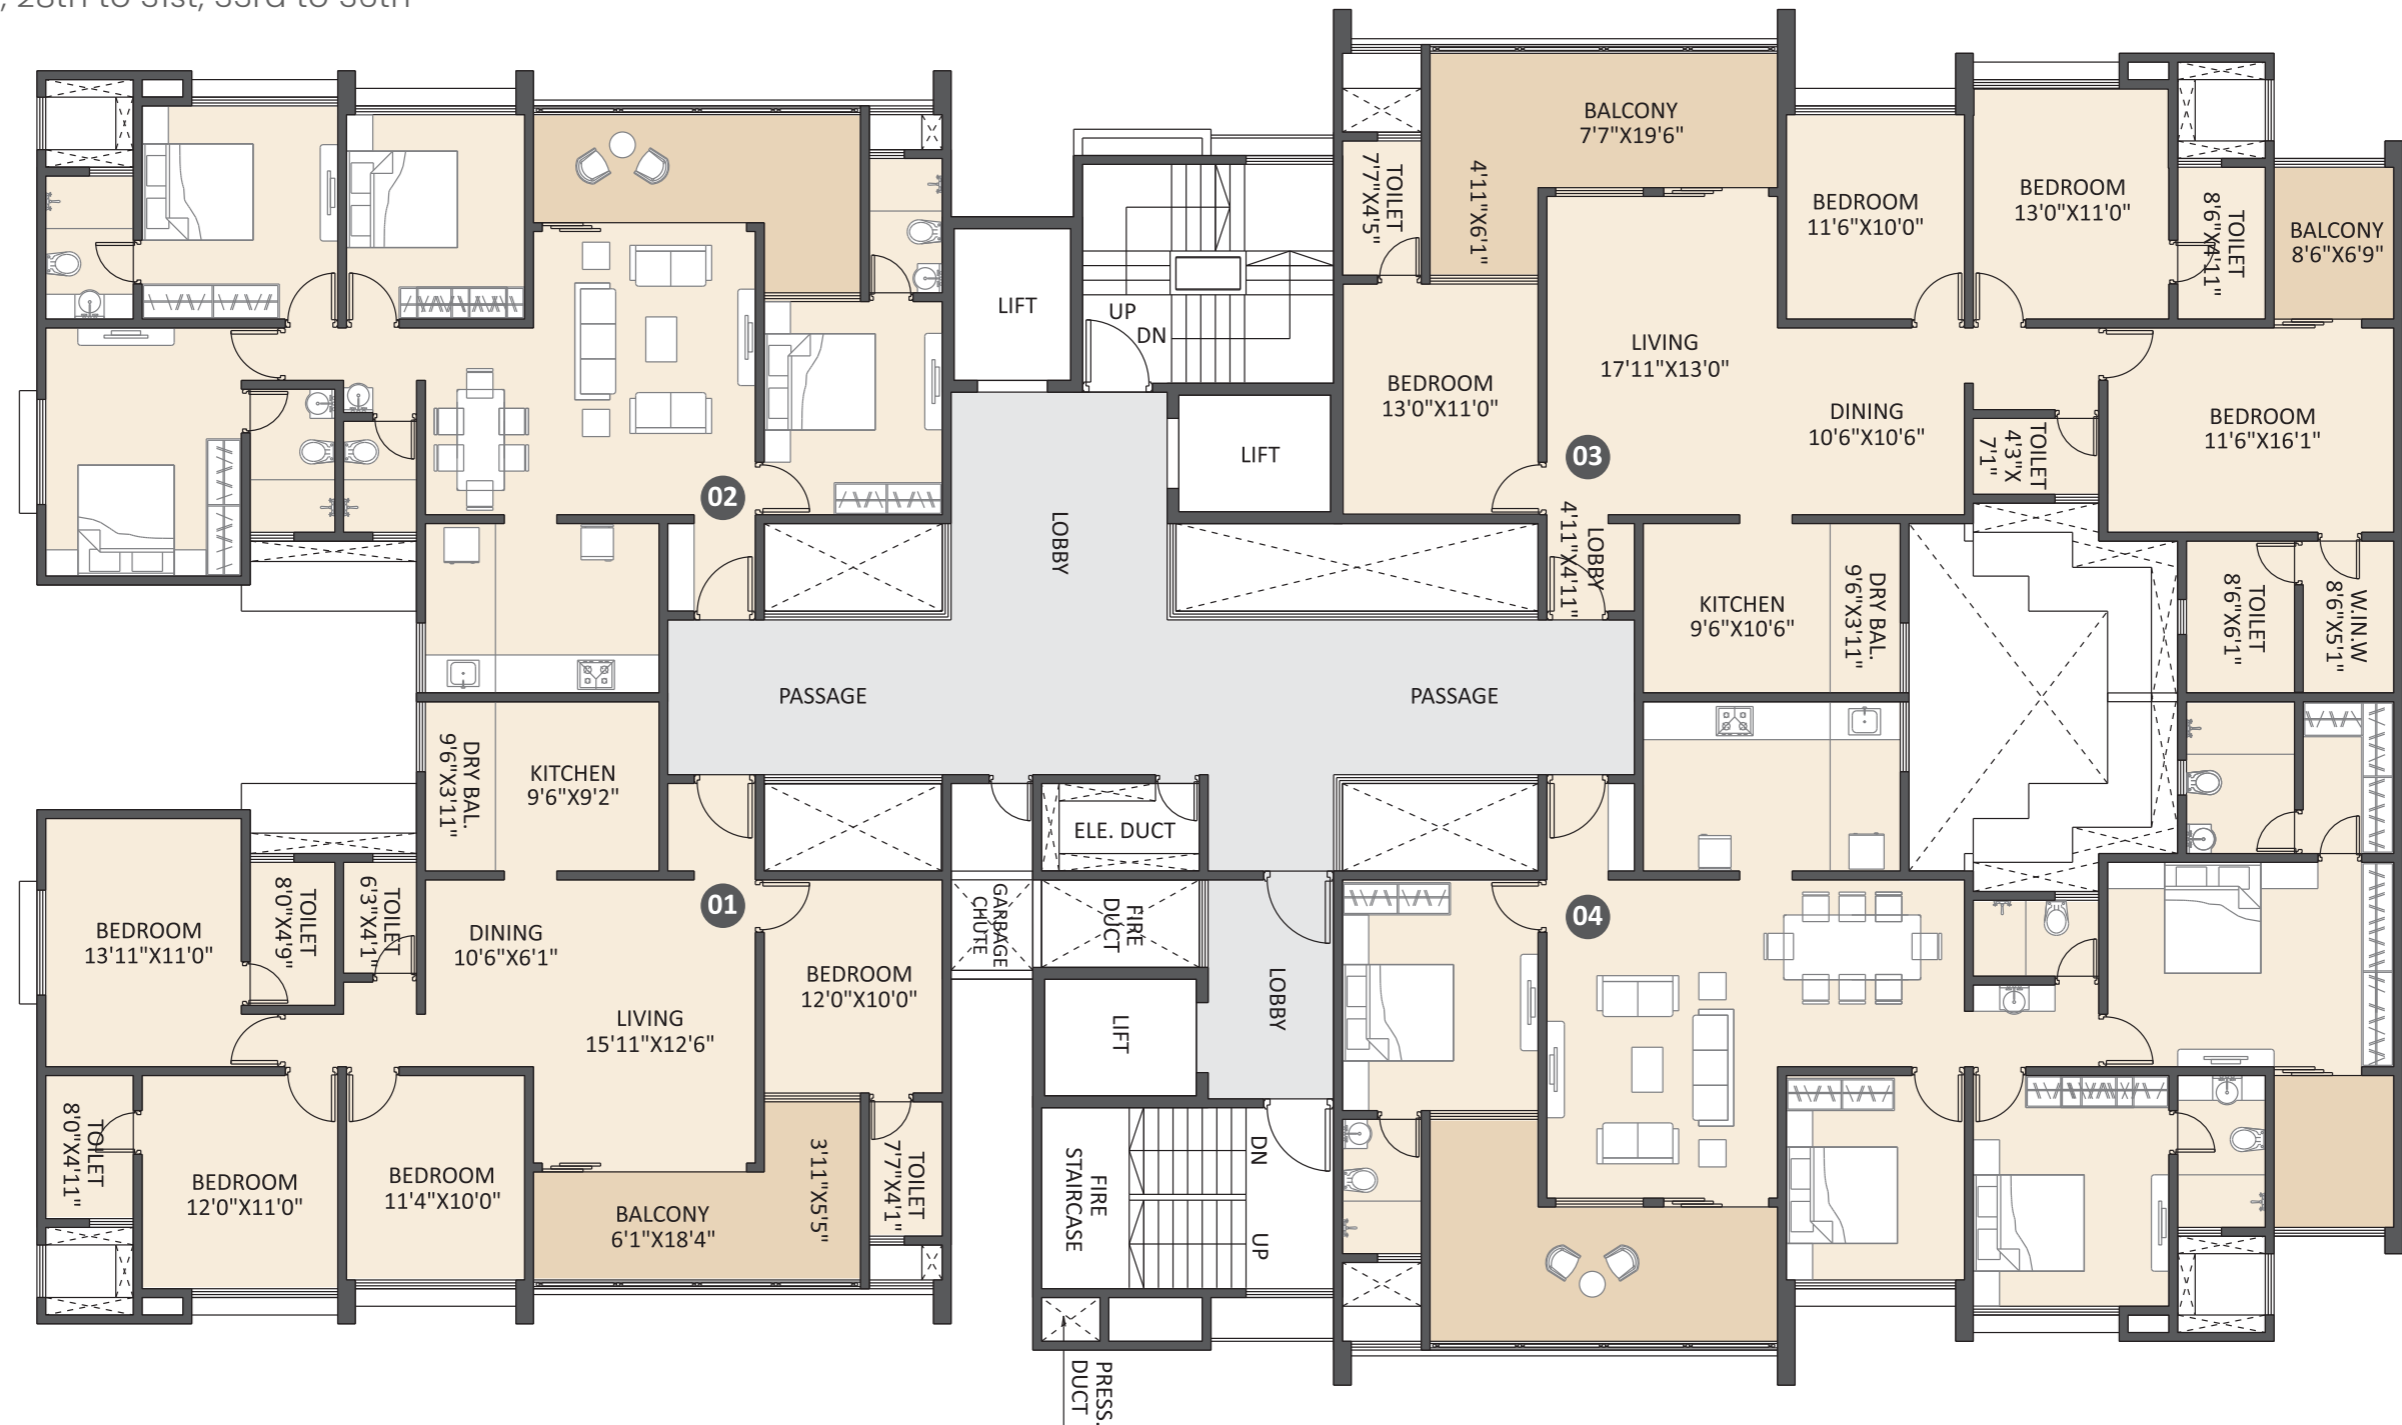 , 28th to 31st, 33rd to 36th
BALCONY
7'7"X19'6"
4'11"X6'1"
TOILET
7'7"X4'5"
BEDROOM
11'6"X10'0"
BEDROOM
13'0"X11'0"
TOILET
8'6"X4'11"
BALCONY
8'6"X6'9"
LIFT
UP
DN
LIVING
17'11"X13'0"
BEDROOM
13'0"X11'0"
DINING
10'6"X10'6"
BEDROOM
11'6"X16'1"
LIFT
03
TOILET
4'3"X
7'1"
02
LOBBY
LOBBY
4'11"X4'11"
KITCHEN
9'6"X10'6"
DRY BAL.
9'6"X3'11"
TOILET
8'6"X6'1"
W.IN.W
8'6"X5'1"
PASSAGE
PASSAGE
DRY BAL.
9'6"X3'11"
KITCHEN
9'6"X9'2"
ELE. DUCT
BEDROOM
13'11"X11'0"
TOILET
8'0"X4'9"
TOILET
6'3"X4'1"
DINING
10'6"X6'1"
01
BEDROOM
12'0"X10'0"
GARBAGE
CHUTE
FIRE
DUCT
04
LIVING
15'11"X12'6"
LIFT
LOBBY
TOILET
8'0"X4'11"
BEDROOM
12'0"X11'0"
BEDROOM
11'4"X10'0"
BALCONY
6'1"X18'4"
3'11"X5'5"
TOILET
7'7"X4'1"
FIRE
STAIRCASE
DN
UP
PRESS.
DUCT